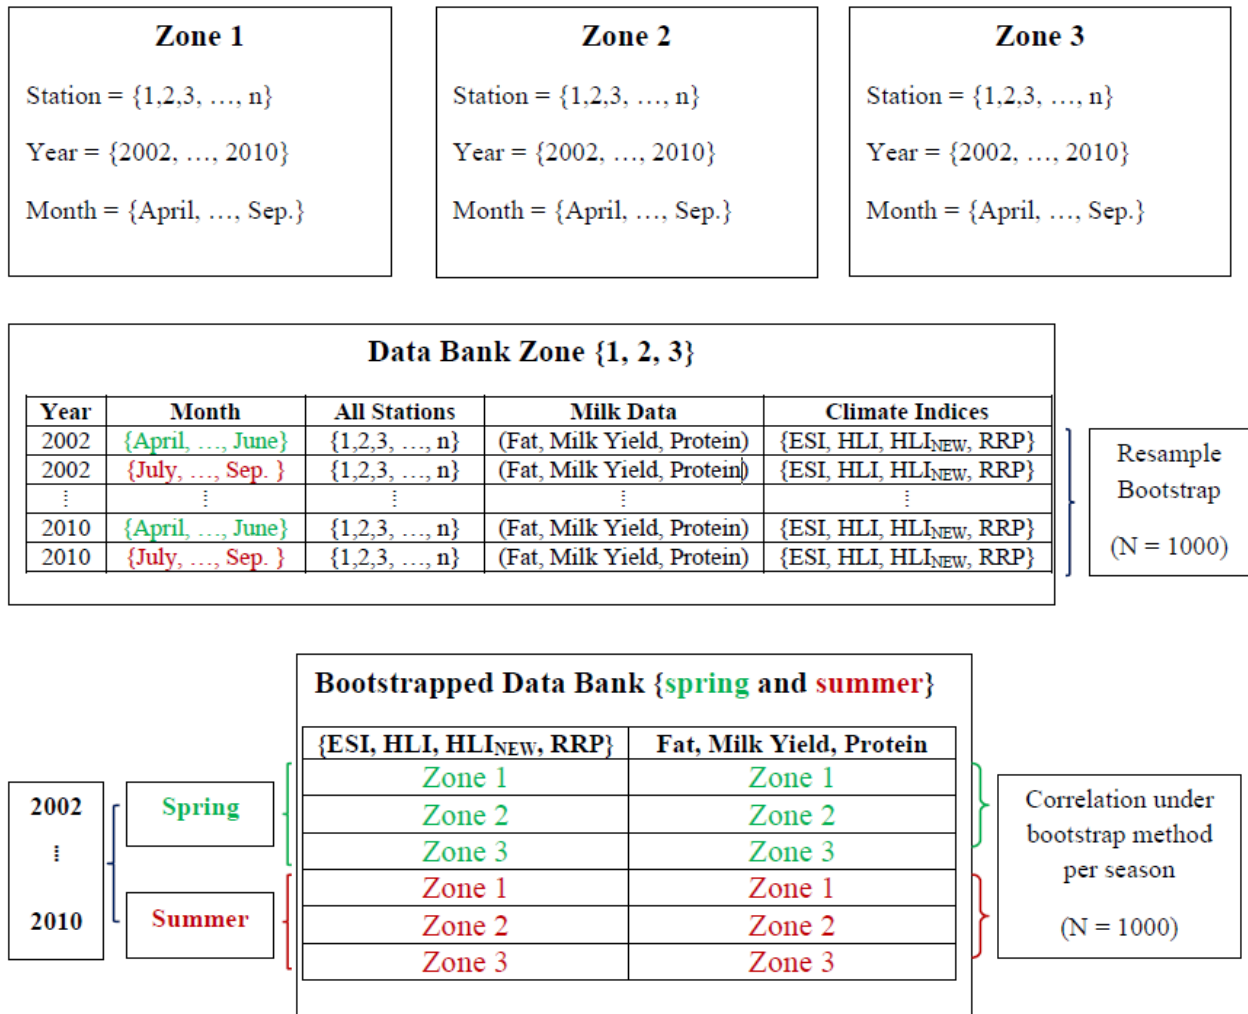 Zone 1
Station = {1,2,3, …, n}
Year = {2002, …, 2010}
Month = {April, …, Sep.}
Zone 2
Station = {1,2,3, …, n}
Year = {2002, …, 2010}
Month = {April, …, Sep.}
Zone 3
Station = {1,2,3, …, n}
Year = {2002, …, 2010}
Month = {April, …, Sep.}
Data Bank Zone {1, 2, 3}
Year Month All Stations Milk Data Climate Indices
2002 {April, …, June} {1,2,3, …, n} (Fat, Milk Yield, Protein) {ESI, HLI, HLINEW, RRP}
2002 {July, …, Sep. } {1,2,3, …, n} (Fat, Milk Yield, Protein) {ESI, HLI, HLINEW, RRP}
⁞ ⁞ ⁞ ⁞ ⁞
2010 {April, …, June} {1,2,3, …, n} (Fat, Milk Yield, Protein) {ESI, HLI, HLINEW, RRP}
2010 {July, …, Sep. } {1,2,3, …, n} (Fat, Milk Yield, Protein) {ESI, HLI, HLINEW, RRP}
Resample
Bootstrap
(N = 1000)
Bootstrapped Data Bank {spring and summer}
{ESI, HLI, HLINEW, RRP} Fat, Milk Yield, Protein
Zone 1 Zone 1
Zone 2 Zone 2
Zone 3 Zone 3
Zone 1 Zone 1
Zone 2 Zone 2
Zone 3 Zone 3
2002
⁞
2010
Spring
Summer
Correlation under
bootstrap method
per season
(N = 1000)